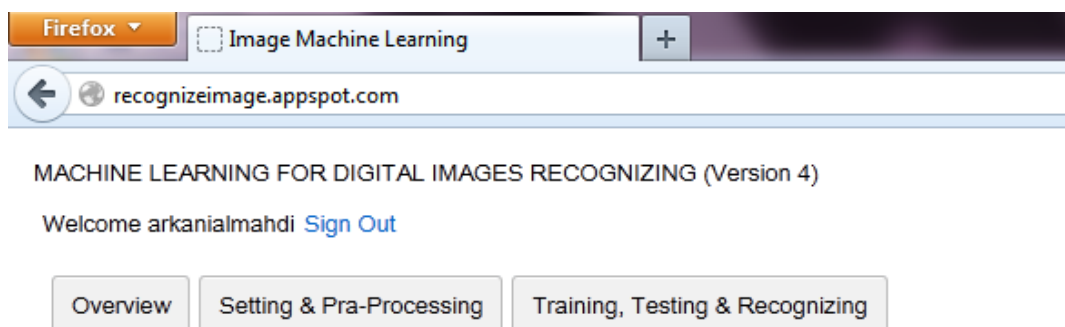 Firefox
Image Machine Learning
recognizeimage.appspot.com
MACHINE LEARNING FOR DIGITAL IMAGES RECOGNIZING (Version 4)
Welcome arkanialmahdi Sign Out
Overview Setting & Pra-Processing Training, Testing & Recognizing